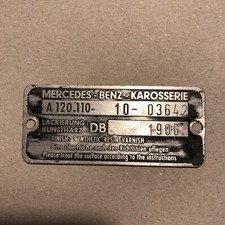 MERCEDES-BENZ-KAROSSERIE
A 120.110- 10- 03642
LACKIERUNG: KUNSTHARZ DB 190G
FINISH: SYNTHETIC RESIN VARNISH
Bitte Oberfläche nach den Richtlinien pflegen
Please treat the surface according to the instructions